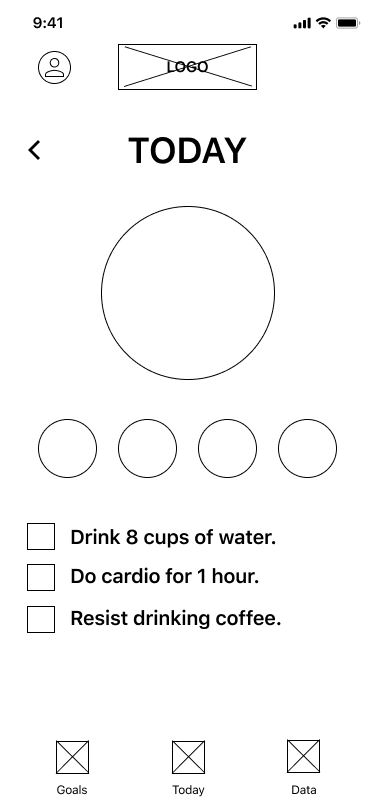 9:41
LOGO
TODAY
Drink 8 cups of water.
Do cardio for 1 hour.
Resist drinking coffee.
Goals
Today
Data